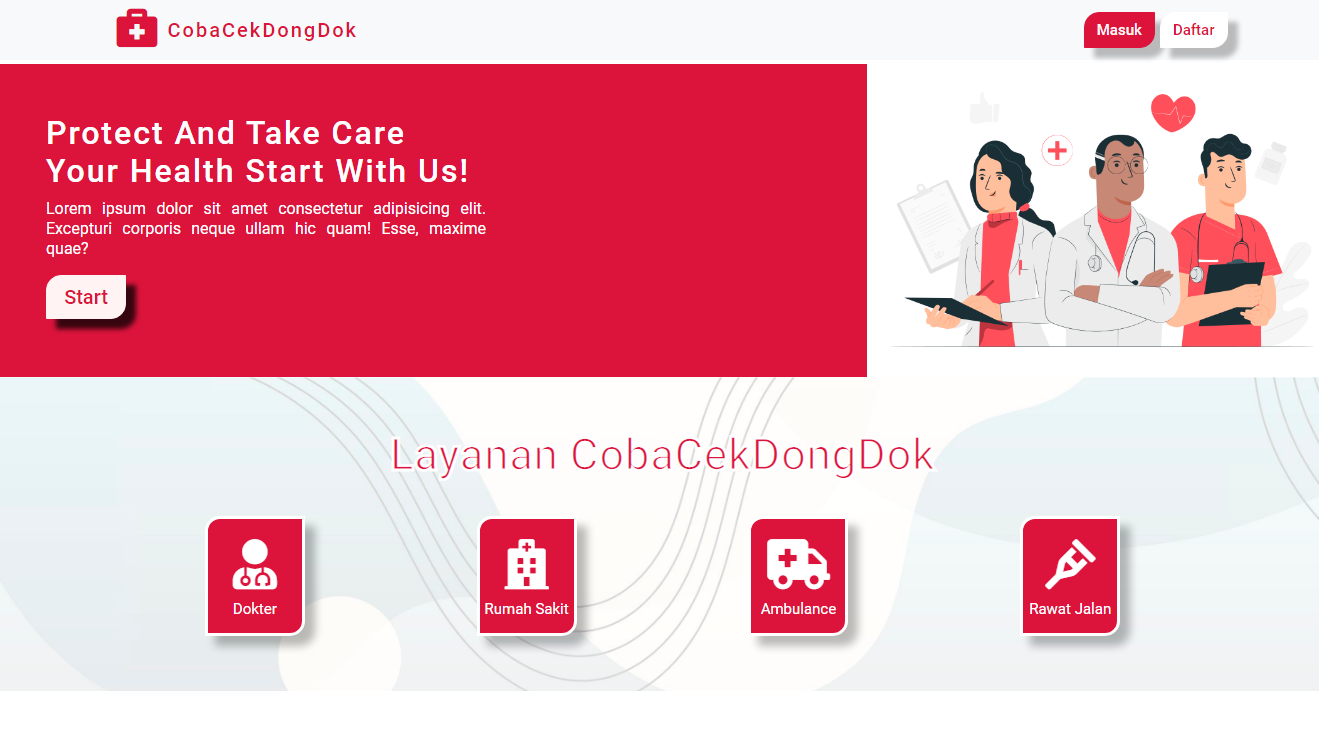 CobaCekDongDok
Masuk
Daftar
Protect And Take Care
Your Health Start With Us!
Lorem ipsum dolor sit amet consectetur adipisicing elit.
Excepturi corporis neque ullam hic quam! Esse, maxime
quae?
Start
Layanan CobaCekDongDok
Dokter
Rumah Sakit
Ambulance
Rawat Jalan